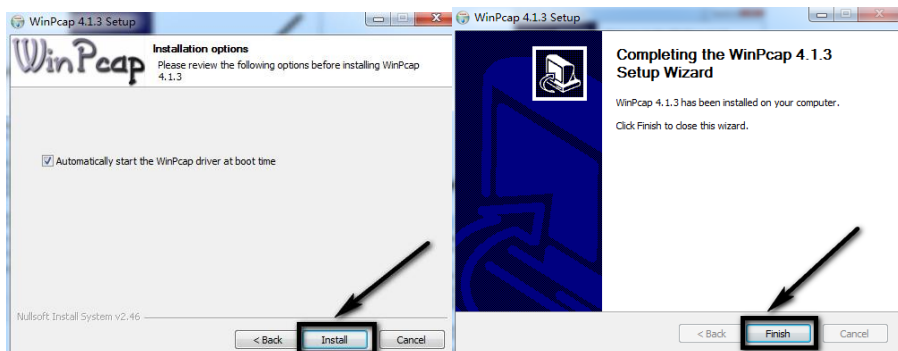 WinPcap 4.1.3 Setup
WinPcap
Installation options
Please review the following options before installing WinPcap
4.1.3
Automatically start the WinPcap driver at boot time
Nullsoft Install System v2.46
< Back Install Cancel
WinPcap 4.1.3 Setup
Completing the WinPcap 4.1.3
Setup Wizard
WinPcap 4.1.3 has been installed on your computer.
Click Finish to close this wizard.
< Back Finish Cancel